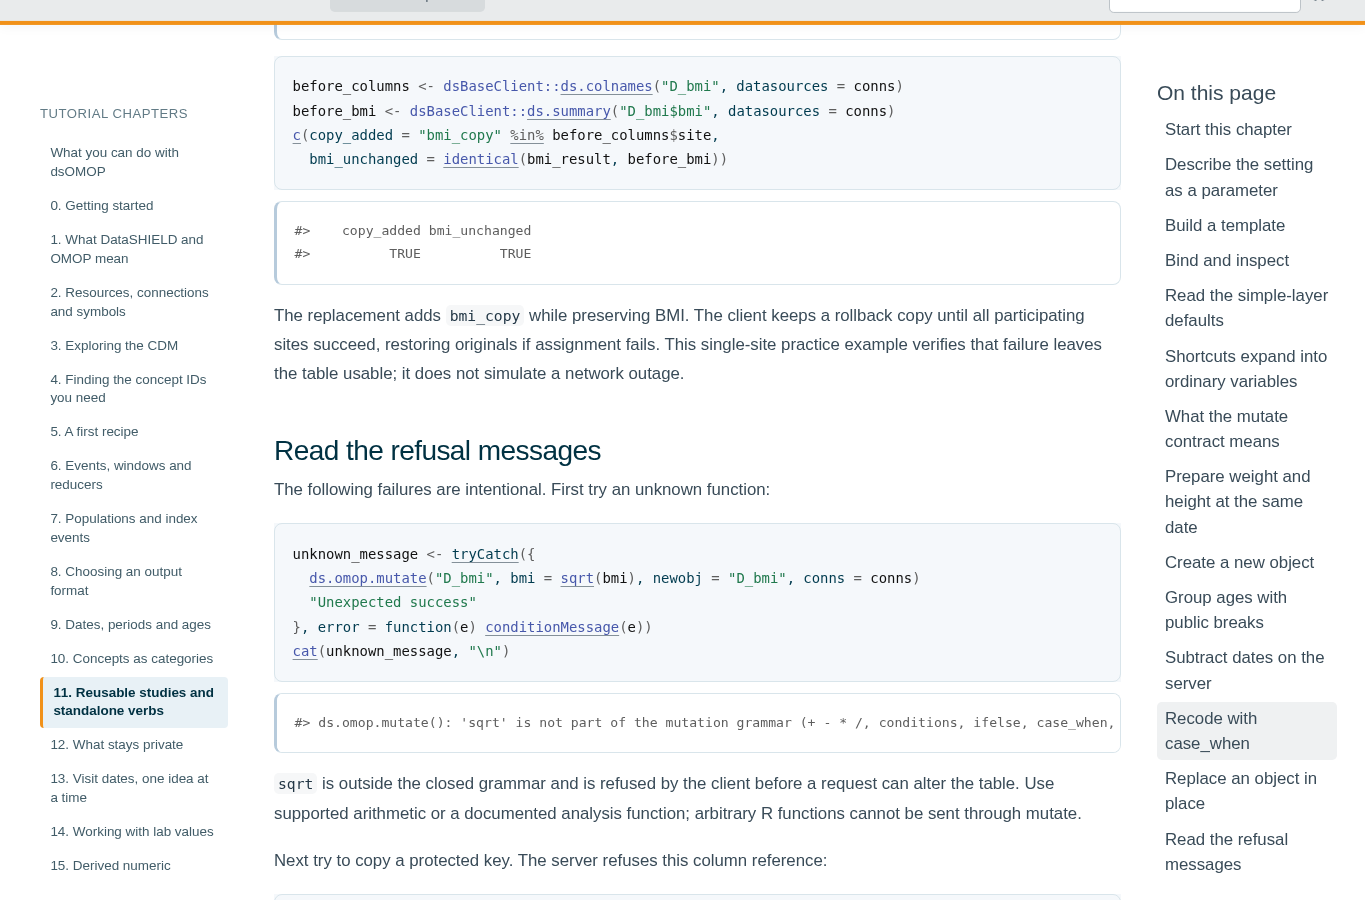 TUTORIAL CHAPTERS
What you can do with
dsOMOP
0. Getting started
1. What DataSHIELD and
OMOP mean
2. Resources, connections
and symbols
3. Exploring the CDM
4. Finding the concept IDs
you need
5. A first recipe
6. Events, windows and
reducers
7. Populations and index
events
8. Choosing an output
format
9. Dates, periods and ages
10. Concepts as categories
11. Reusable studies and
standalone verbs
12. What stays private
13. Visit dates, one idea at
a time
14. Working with lab values
15. Derived numeric
before_columns <- dsBaseClient::ds.colnames("D_bmi", datasources = conns)
before_bmi <- dsBaseClient::ds.summary("D_bmi$bmi", datasources = conns)
c(copy_added = "bmi_copy" %in% before_columns$site,
  bmi_unchanged = identical(bmi_result, before_bmi))
#>    copy_added bmi_unchanged
#>          TRUE          TRUE
The replacement adds bmi_copy while preserving BMI. The client keeps a rollback copy until all participating
sites succeed, restoring originals if assignment fails. This single-site practice example verifies that failure leaves
the table usable; it does not simulate a network outage.
Read the refusal messages
The following failures are intentional. First try an unknown function:
unknown_message <- tryCatch({
  ds.omop.mutate("D_bmi", bmi = sqrt(bmi), newobj = "D_bmi", conns = conns)
  "Unexpected success"
}, error = function(e) conditionMessage(e))
cat(unknown_message, "\n")
#> ds.omop.mutate(): 'sqrt' is not part of the mutation grammar (+ - * /, conditions, ifelse, case_when,
sqrt is outside the closed grammar and is refused by the client before a request can alter the table. Use
supported arithmetic or a documented analysis function; arbitrary R functions cannot be sent through mutate.
Next try to copy a protected key. The server refuses this column reference:
On this page
Start this chapter
Describe the setting
as a parameter
Build a template
Bind and inspect
Read the simple-layer
defaults
Shortcuts expand into
ordinary variables
What the mutate
contract means
Prepare weight and
height at the same
date
Create a new object
Group ages with
public breaks
Subtract dates on the
server
Recode with
case_when
Replace an object in
place
Read the refusal
messages